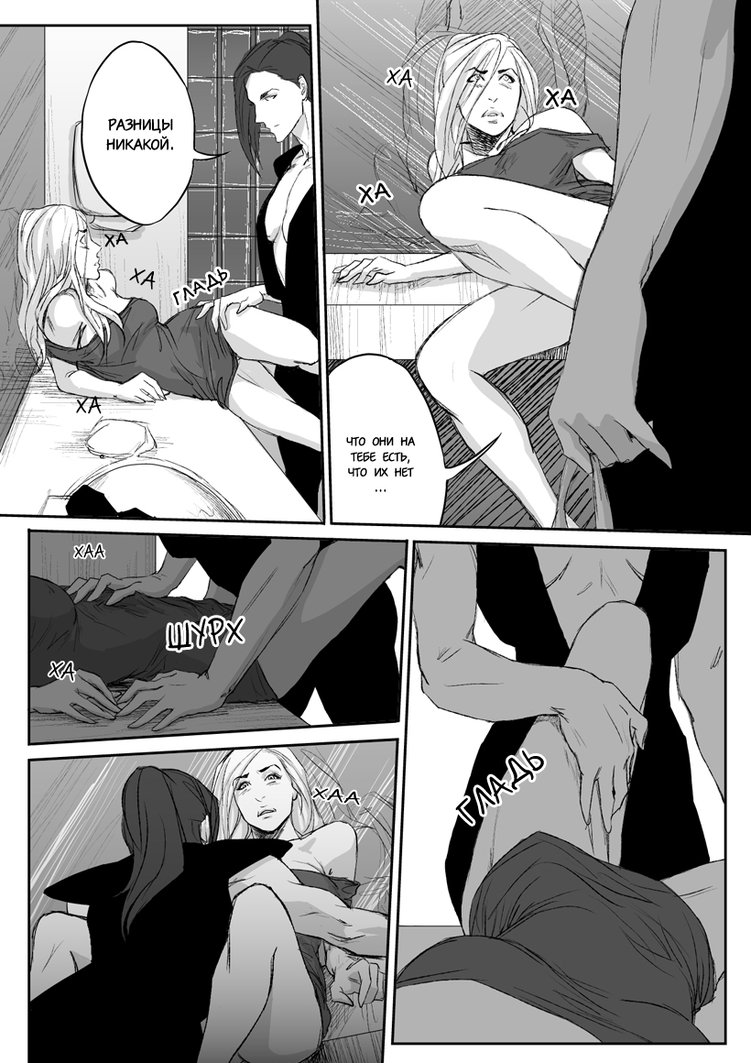 РАЗНИЦЫ
НИКАКОЙ.
ХА
ХА
ГЛАДЬ
ХА
ХА
ХА
ХА
ЧТО ОНИ НА
ТЕБЕ ЕСТЬ,
ЧТО ИХ НЕТ
...
ХАА
ШУРХ
ХА
ГЛАДЬ
ХАА